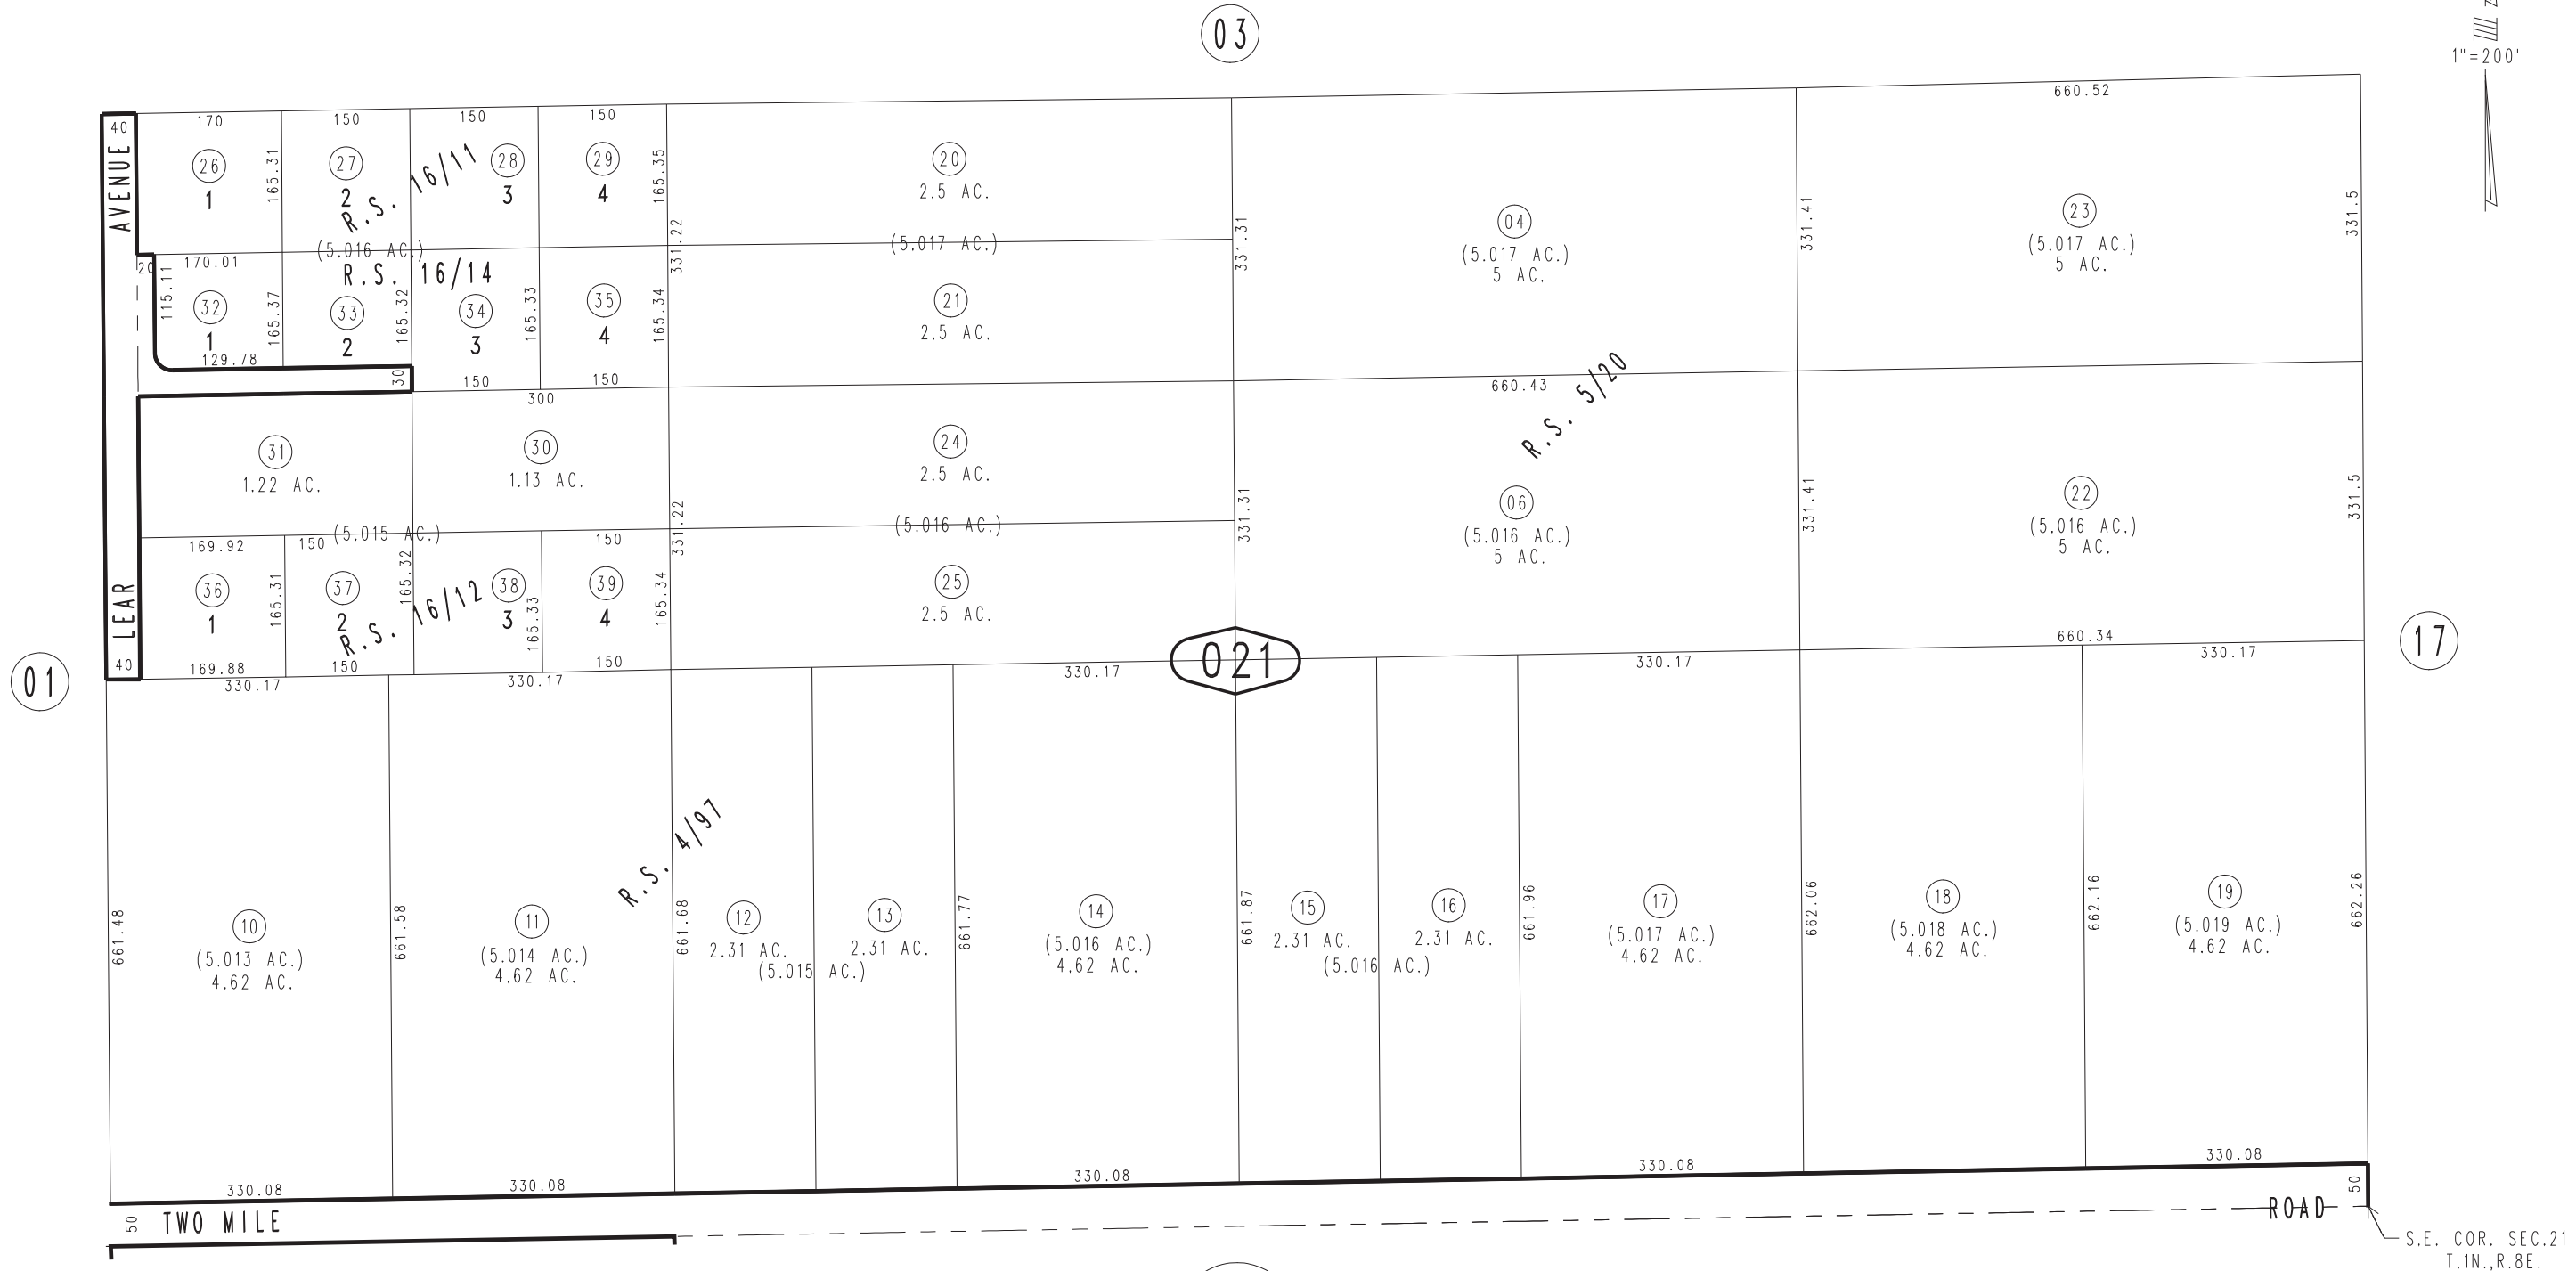 03
1"=200'
660.52
40
170
150
150
150
AVENUE
26
1
165.31
27
2
R.S. 16/11
28
3
29
4
165.35
20
2.5 AC.
331.22
(5.016 AC.)
(5.017 AC.)
331.31
04
(5.017 AC.)
5 AC.
331.41
23
(5.017 AC.)
5 AC.
331.5
20
170.01
115.11
R.S. 16/14
32
1
165.37
33
2
165.32
34
3
165.33
35
4
165.34
21
2.5 AC.
129.78
30
150
150
300
660.43
R.S. 5/20
31
1.22 AC.
30
1.13 AC.
24
2.5 AC.
331.22
(5.015 AC.)
(5.016 AC.)
331.31
06
(5.016 AC.)
5 AC.
331.41
22
(5.016 AC.)
5 AC.
331.5
169.92
150
150
LEAR
36
1
165.31
37
2
165.32
R.S. 16/12
38
3
165.33
39
4
165.34
25
2.5 AC.
660.34
40
169.88
150
150
01
021
17
330.17
330.17
330.17
330.17
330.17
R.S. 4/97
661.48
10
(5.013 AC.)
4.62 AC.
661.58
11
(5.014 AC.)
4.62 AC.
661.68
12
2.31 AC.
(5.015 AC.)
13
2.31 AC.
661.77
14
(5.016 AC.)
4.62 AC.
661.87
15
2.31 AC.
(5.016 AC.)
16
2.31 AC.
661.96
17
(5.017 AC.)
4.62 AC.
662.06
18
(5.018 AC.)
4.62 AC.
662.16
19
(5.019 AC.)
4.62 AC.
662.26
330.08
330.08
330.08
330.08
330.08
50
TWO MILE
ROAD
50
S.E. COR. SEC.21
T.1N.,R.8E.